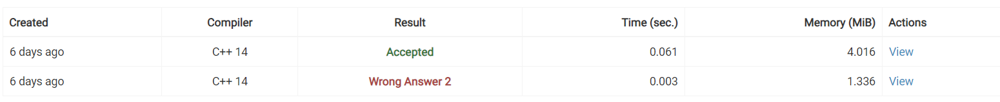 Created Compiler Result Time (sec.) Memory (MiB) Actions
6 days ago C++ 14 Accepted 0.061 4.016 View
6 days ago C++ 14 Wrong Answer 2 0.003 1.336 View